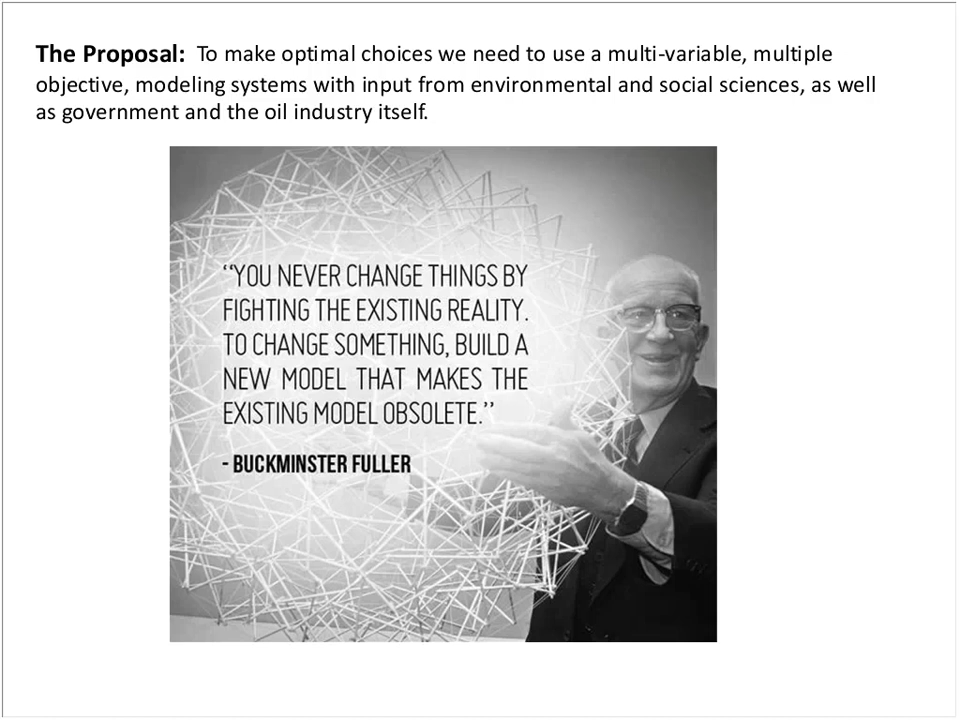 The Proposal: To make optimal choices we need to use a multi-variable, multiple
objective, modeling systems with input from environmental and social sciences, as well
as government and the oil industry itself.
“YOU NEVER CHANGE THINGS BY
FIGHTING THE EXISTING REALITY.
TO CHANGE SOMETHING, BUILD A
NEW MODEL THAT MAKES THE
EXISTING MODEL OBSOLETE.”
- BUCKMINSTER FULLER